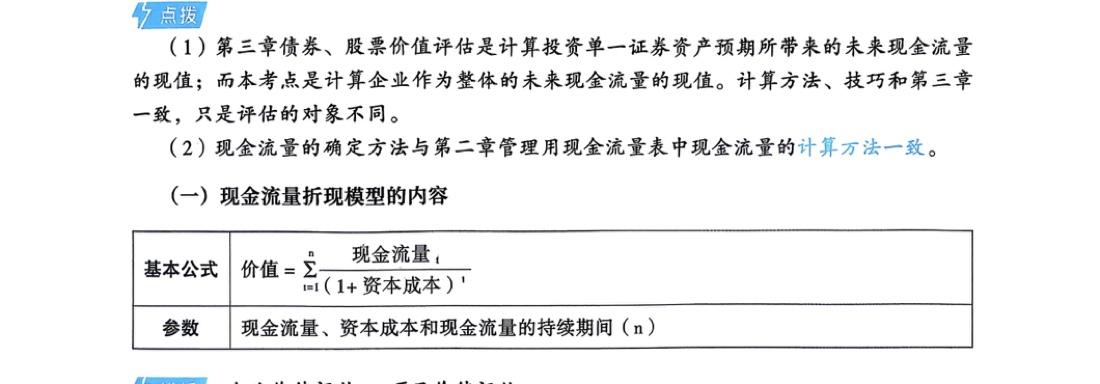 点拨
（1）第三章债券、股票价值评估是计算投资单一证券资产预期所带来的未来现金流量
的现值；而本考点是计算企业作为整体的未来现金流量的现值。计算方法、技巧和第三章
一致，只是评估的对象不同。
（2）现金流量的确定方法与第二章管理用现金流量表中现金流量的计算方法一致。
（一）现金流量折现模型的内容
基本公式 价值 = n∑t=1 现金流量t/（1+ 资本成本）t
参数 现金流量、资本成本和现金流量的持续期间（n）